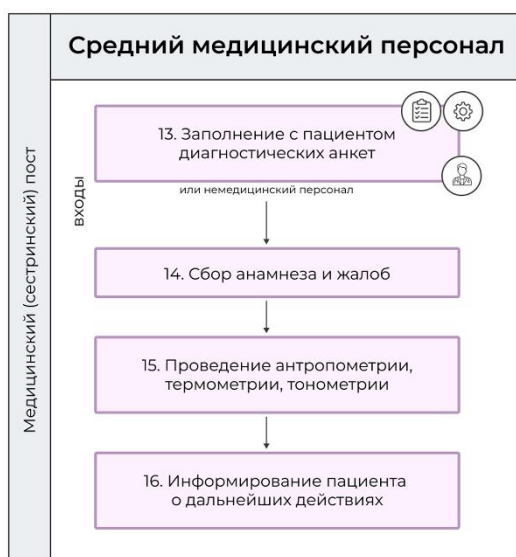 Средний медицинский персонал
Медицинский (сестринский) пост
входы
13. Заполнение с пациентом
диагностических анкет
или немедицинский персонал
14. Сбор анамнеза и жалоб
15. Проведение антропометрии,
термометрии, тонометрии
16. Информирование пациента
о дальнейших действиях